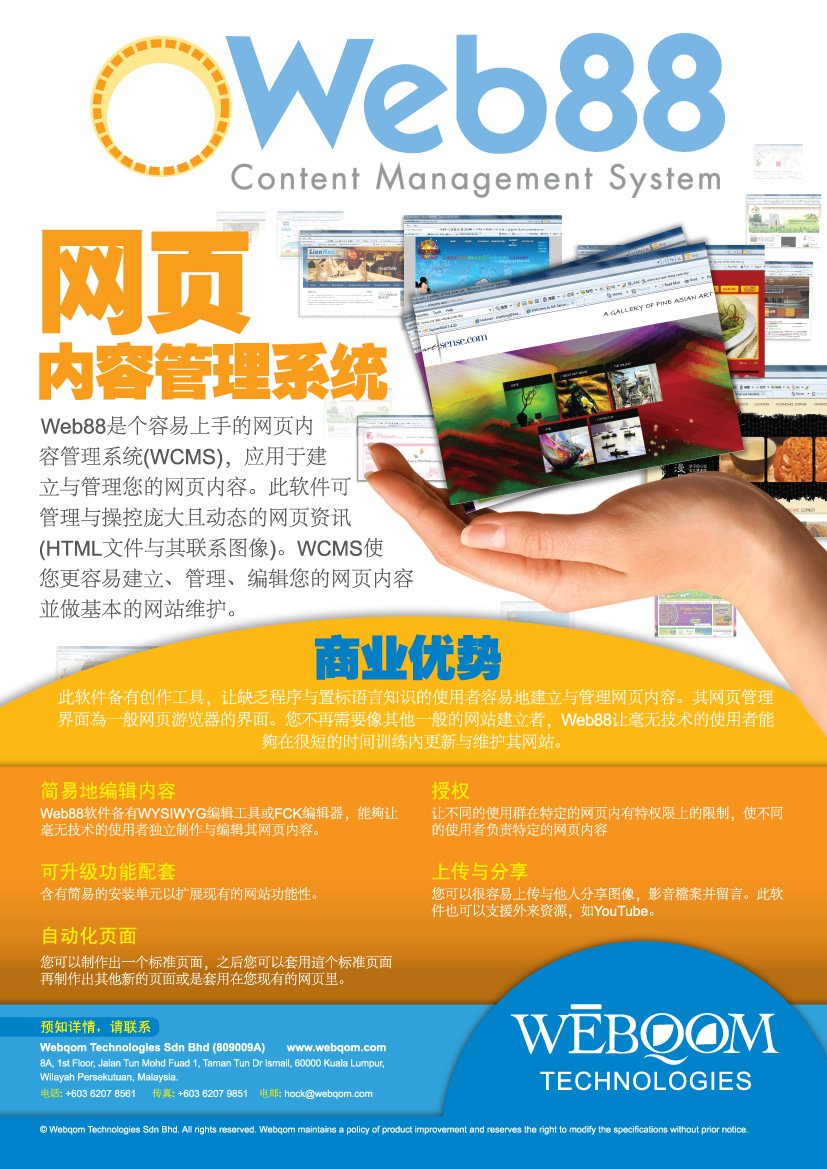 Web88
Content Management System
网页
内容管理系统
Web88是个容易上手的网页内
容管理系统(WCMS)，应用于建
立与管理您的网页内容。此软件可
管理与操控庞大且动态的网页资讯
(HTML文件与其联系图像)。WCMS使
您更容易建立、管理、编辑您的网页内容
並做基本的网站维护。
A GALLERY OF FINE ASIAN ART
sense.com
商业优势
此软件备有创作工具，让缺乏程序与置标语言知识的使用者容易地建立与管理网页内容。其网页管理
界面為一般网页游览器的界面。您不再需要像其他一般的网站建立者，Web88让毫无技术的使用者能
夠在很短的时间训练內更新与维护其网站。
简易地编辑内容
Web88软件备有WYSIWYG编辑工具或FCK编辑器，能夠让
毫无技术的使用者独立制作与编辑其网页内容。
可升级功能配套
含有简易的安装单元以扩展现有的网站功能性。
自动化页面
您可以制作出一个标准页面，之后您可以套用這个标准页面
再制作出其他新的页面或是套用在您现有的网页里。
授权
让不同的使用群在特定的网页内有特权限上的限制，使不同
的使用者负责特定的网页内容
上传与分享
您可以很容易上传与他人分享图像，影音檔案并留言。此软
件也可以支援外来资源，如YouTube。
预知详情，请联系
Webqom Technologies Sdn Bhd (809009A) www.webqom.com
8A, 1st Floor, Jalan Tun Mohd Fuad 1, Taman Tun Dr Ismail, 60000 Kuala Lumpur,
Wilayah Persekutuan, Malaysia.
电话: +603 6207 8561 传真: +603 6207 9851 电邮: hock@webqom.com
WEBQOM
TECHNOLOGIES
© Webqom Technologies Sdn Bhd. All rights reserved. Webqom maintains a policy of product improvement and reserves the right to modify the specifications without prior notice.